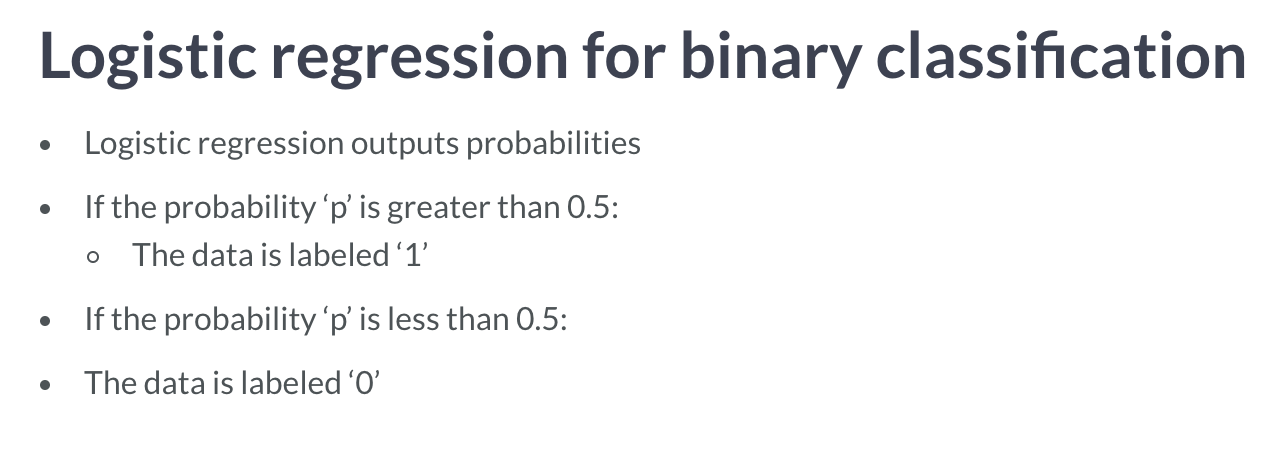 Logistic regression for binary classification
• Logistic regression outputs probabilities
• If the probability ‘p’ is greater than 0.5:
○ The data is labeled ‘1’
• If the probability ‘p’ is less than 0.5:
• The data is labeled ‘0’